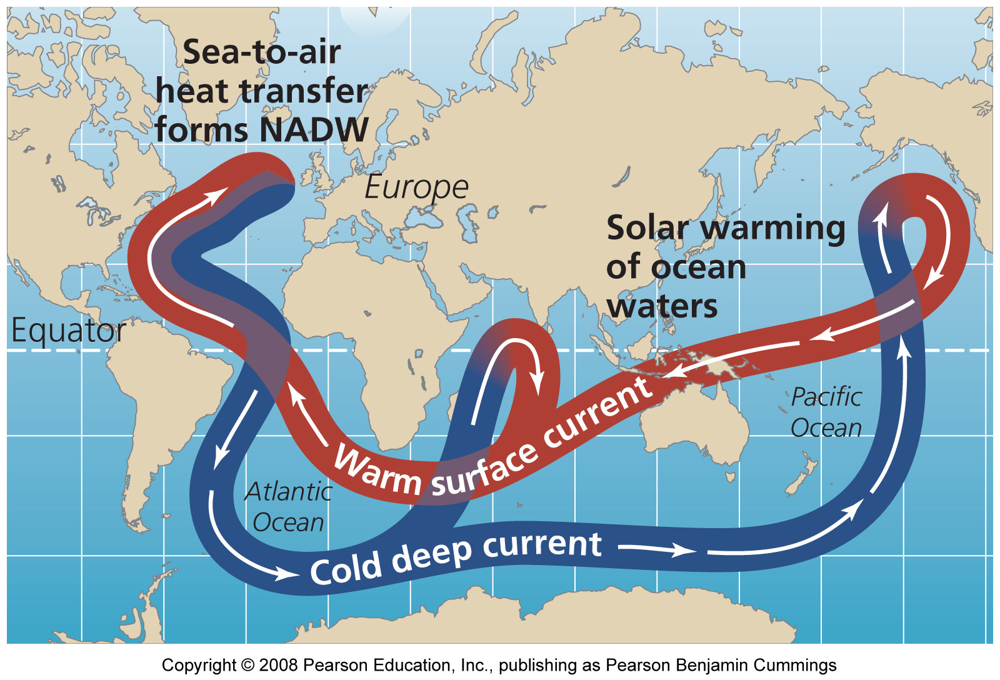 Sea-to-air
heat transfer
forms NADW
Europe
Solar warming
of ocean
waters
Equator
Pacific
Ocean
Warm surface current
Atlantic
Ocean
Cold deep current
Copyright © 2008 Pearson Education, Inc., publishing as Pearson Benjamin Cummings